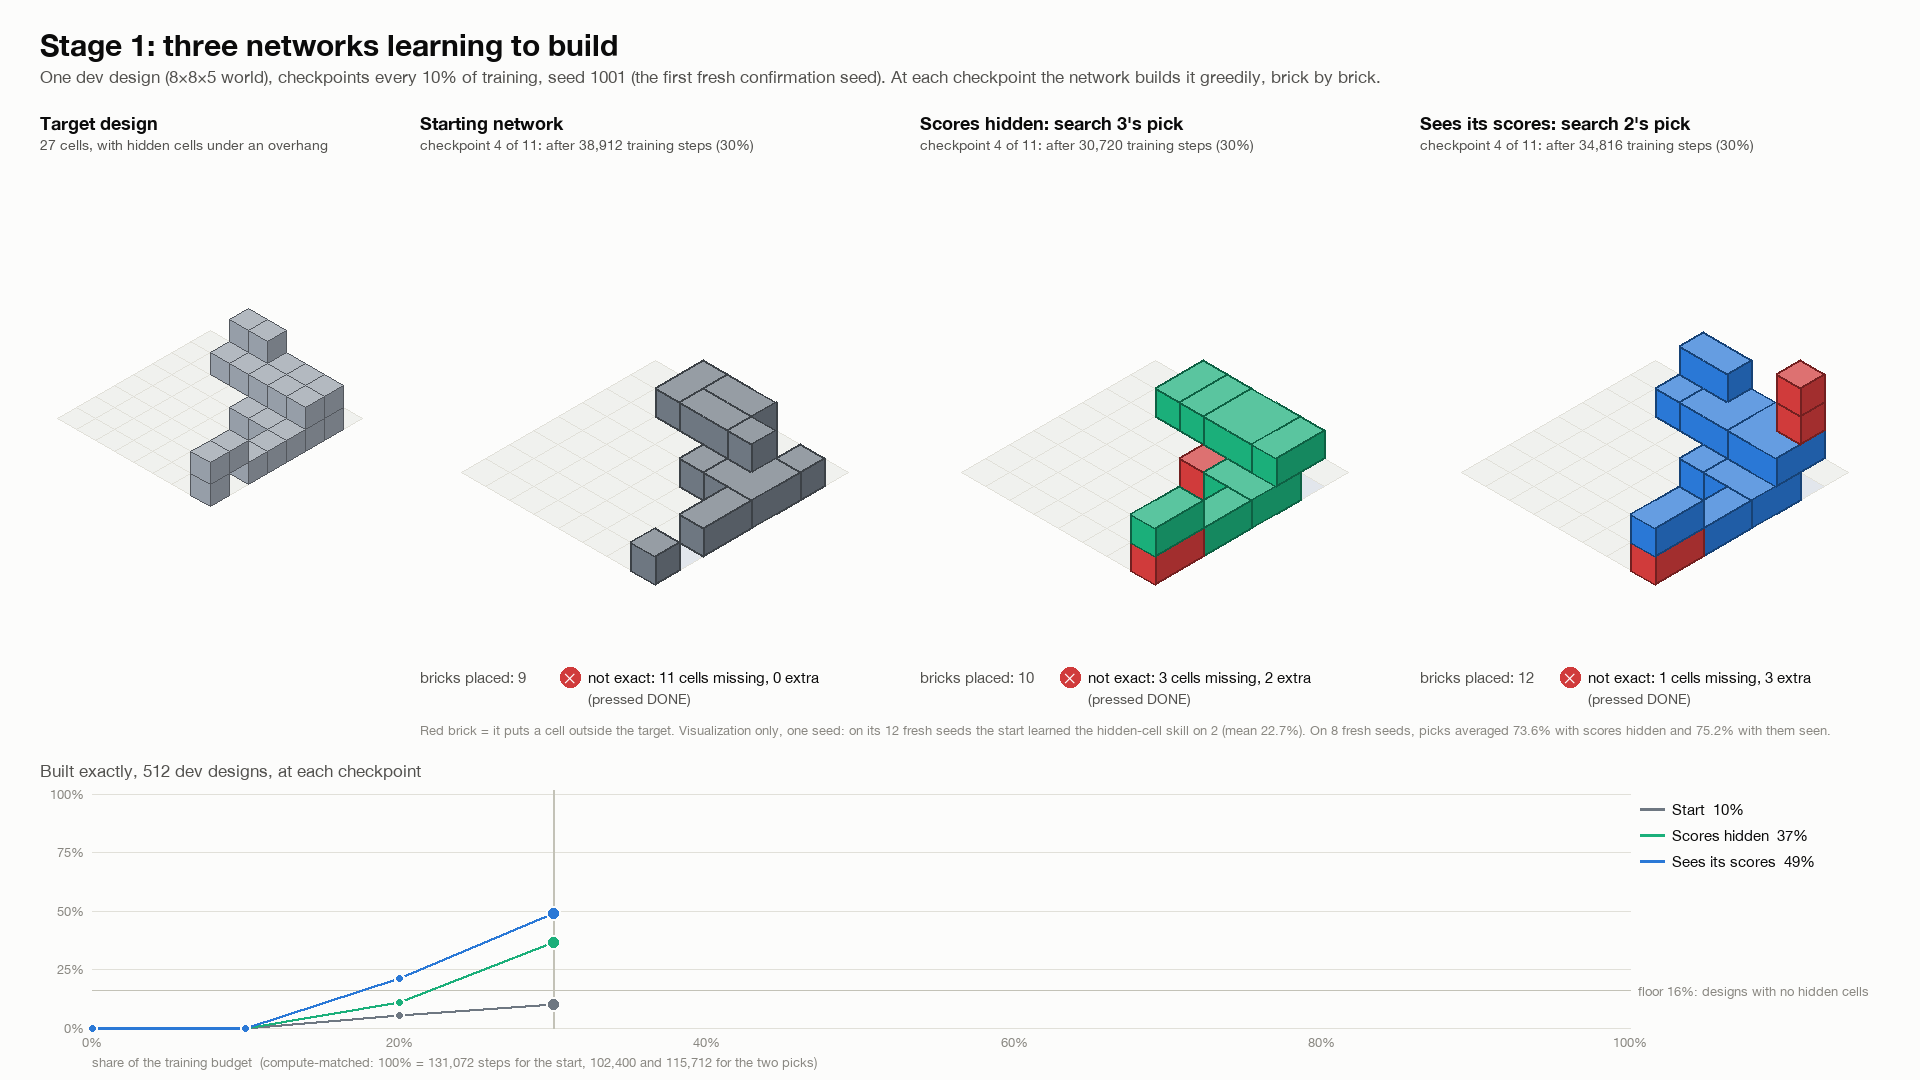 Stage 1: three networks learning to build
One dev design (8×8×5 world), checkpoints every 10% of training, seed 1001 (the first fresh confirmation seed). At each checkpoint the network builds it greedily, brick by brick.
Target design
27 cells, with hidden cells under an overhang
Starting network
checkpoint 4 of 11: after 38,912 training steps (30%)
Scores hidden: search 3's pick
checkpoint 4 of 11: after 30,720 training steps (30%)
Sees its scores: search 2's pick
checkpoint 4 of 11: after 34,816 training steps (30%)
bricks placed: 9
not exact: 11 cells missing, 0 extra
(pressed DONE)
bricks placed: 10
not exact: 3 cells missing, 2 extra
(pressed DONE)
bricks placed: 12
not exact: 1 cells missing, 3 extra
(pressed DONE)
Red brick = it puts a cell outside the target. Visualization only, one seed: on its 12 fresh seeds the start learned the hidden-cell skill on 2 (mean 22.7%). On 8 fresh seeds, picks averaged 73.6% with scores hidden and 75.2% with them seen.
Built exactly, 512 dev designs, at each checkpoint
100%
75%
50%
25%
0%
Start 10%
Scores hidden 37%
Sees its scores 49%
floor 16%: designs with no hidden cells
0%
20%
40%
60%
80%
100%
share of the training budget (compute-matched: 100% = 131,072 steps for the start, 102,400 and 115,712 for the two picks)